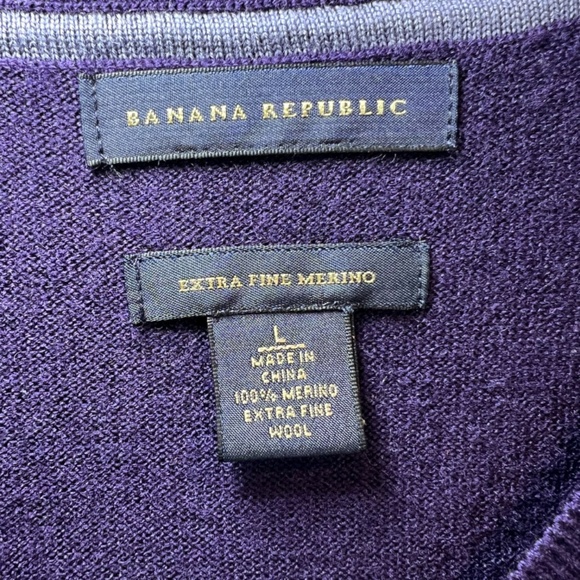 BANANA REPUBLIC
EXTRA FINE MERINO
L
MADE IN
CHINA
100% MERINO
EXTRA FINE
WOOL